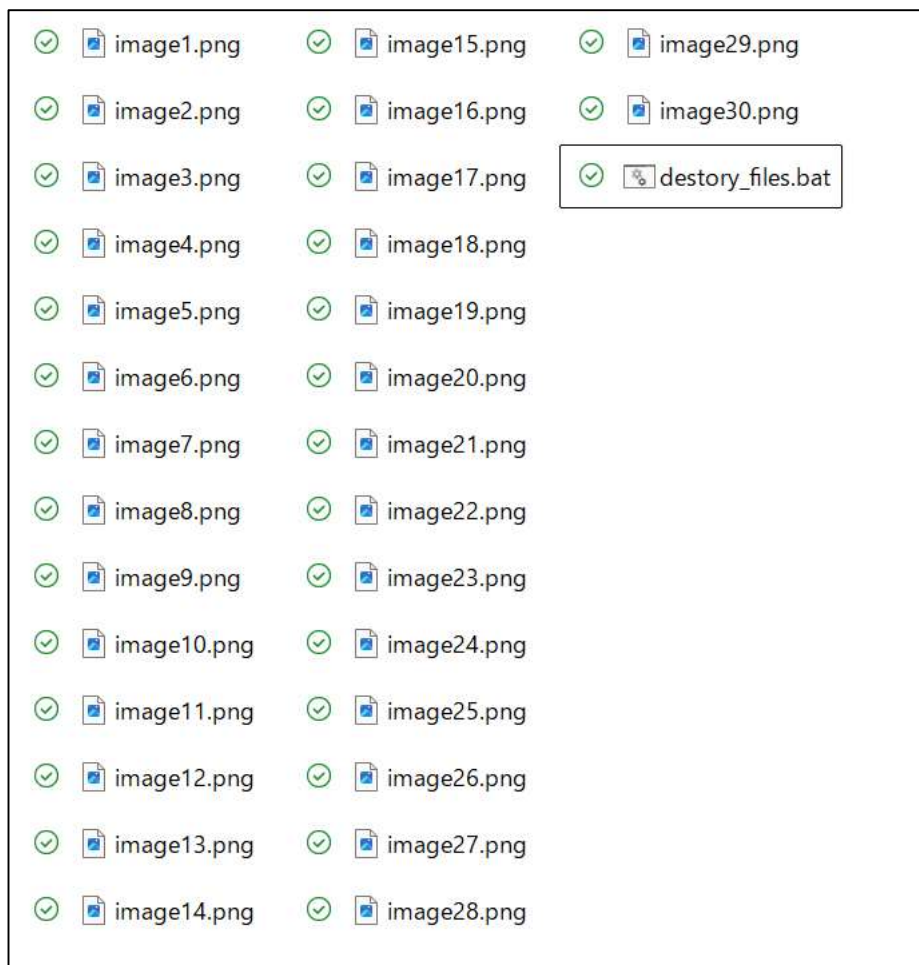 image1.png
image2.png
image3.png
image4.png
image5.png
image6.png
image7.png
image8.png
image9.png
image10.png
image11.png
image12.png
image13.png
image14.png
image15.png
image16.png
image17.png
image18.png
image19.png
image20.png
image21.png
image22.png
image23.png
image24.png
image25.png
image26.png
image27.png
image28.png
image29.png
image30.png
destory_files.bat